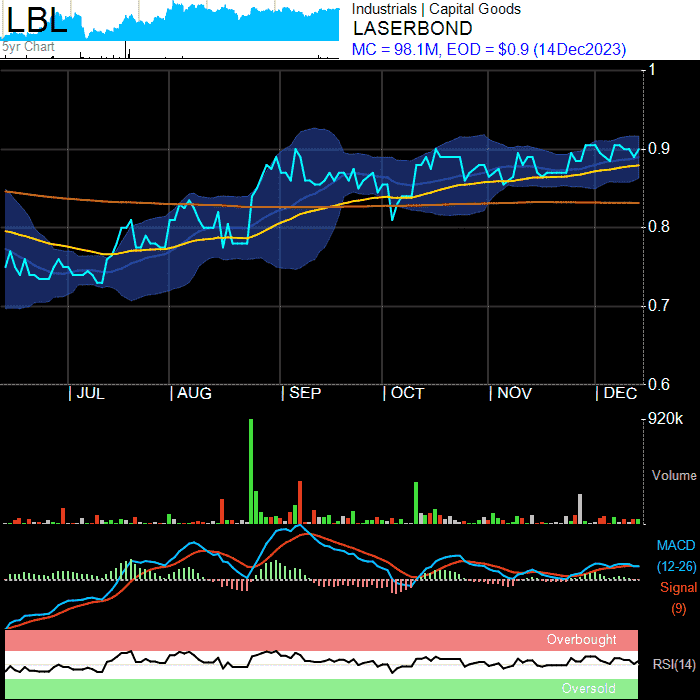 LBL
5yr Chart
Industrials | Capital Goods
LASERBOND
MC = 98.1M, EOD = $0.9 (14Dec2023)
1
0.9
0.8
0.7
0.6
JUL AUG SEP OCT NOV DEC
920k
Volume
MACD
(12-26)
Signal
(9)
Overbought
RSI(14)
Oversold